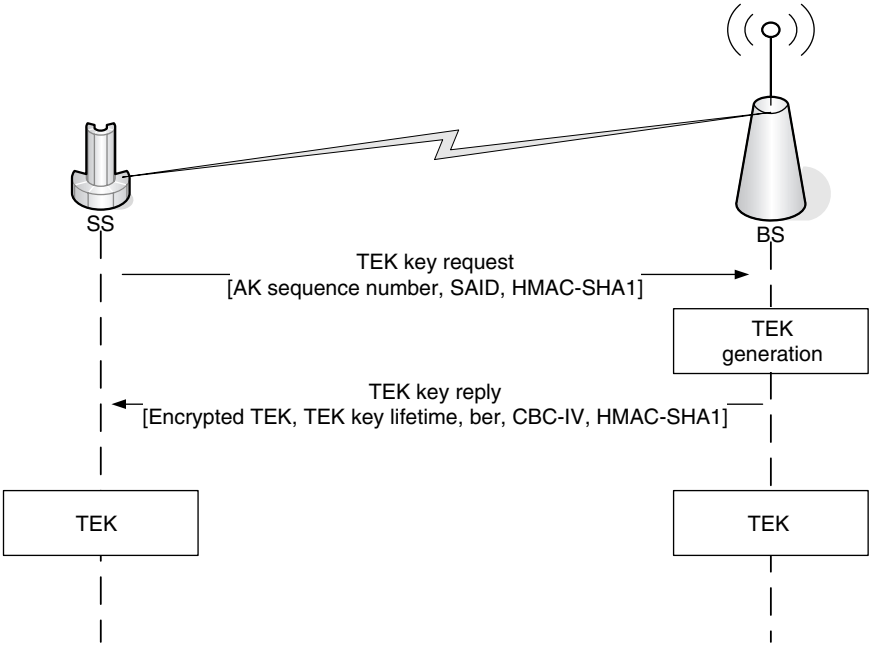 SS
BS
TEK key request
[AK sequence number, SAID, HMAC-SHA1]
TEK
generation
TEK key reply
[Encrypted TEK, TEK key lifetime, ber, CBC-IV, HMAC-SHA1]
TEK
TEK